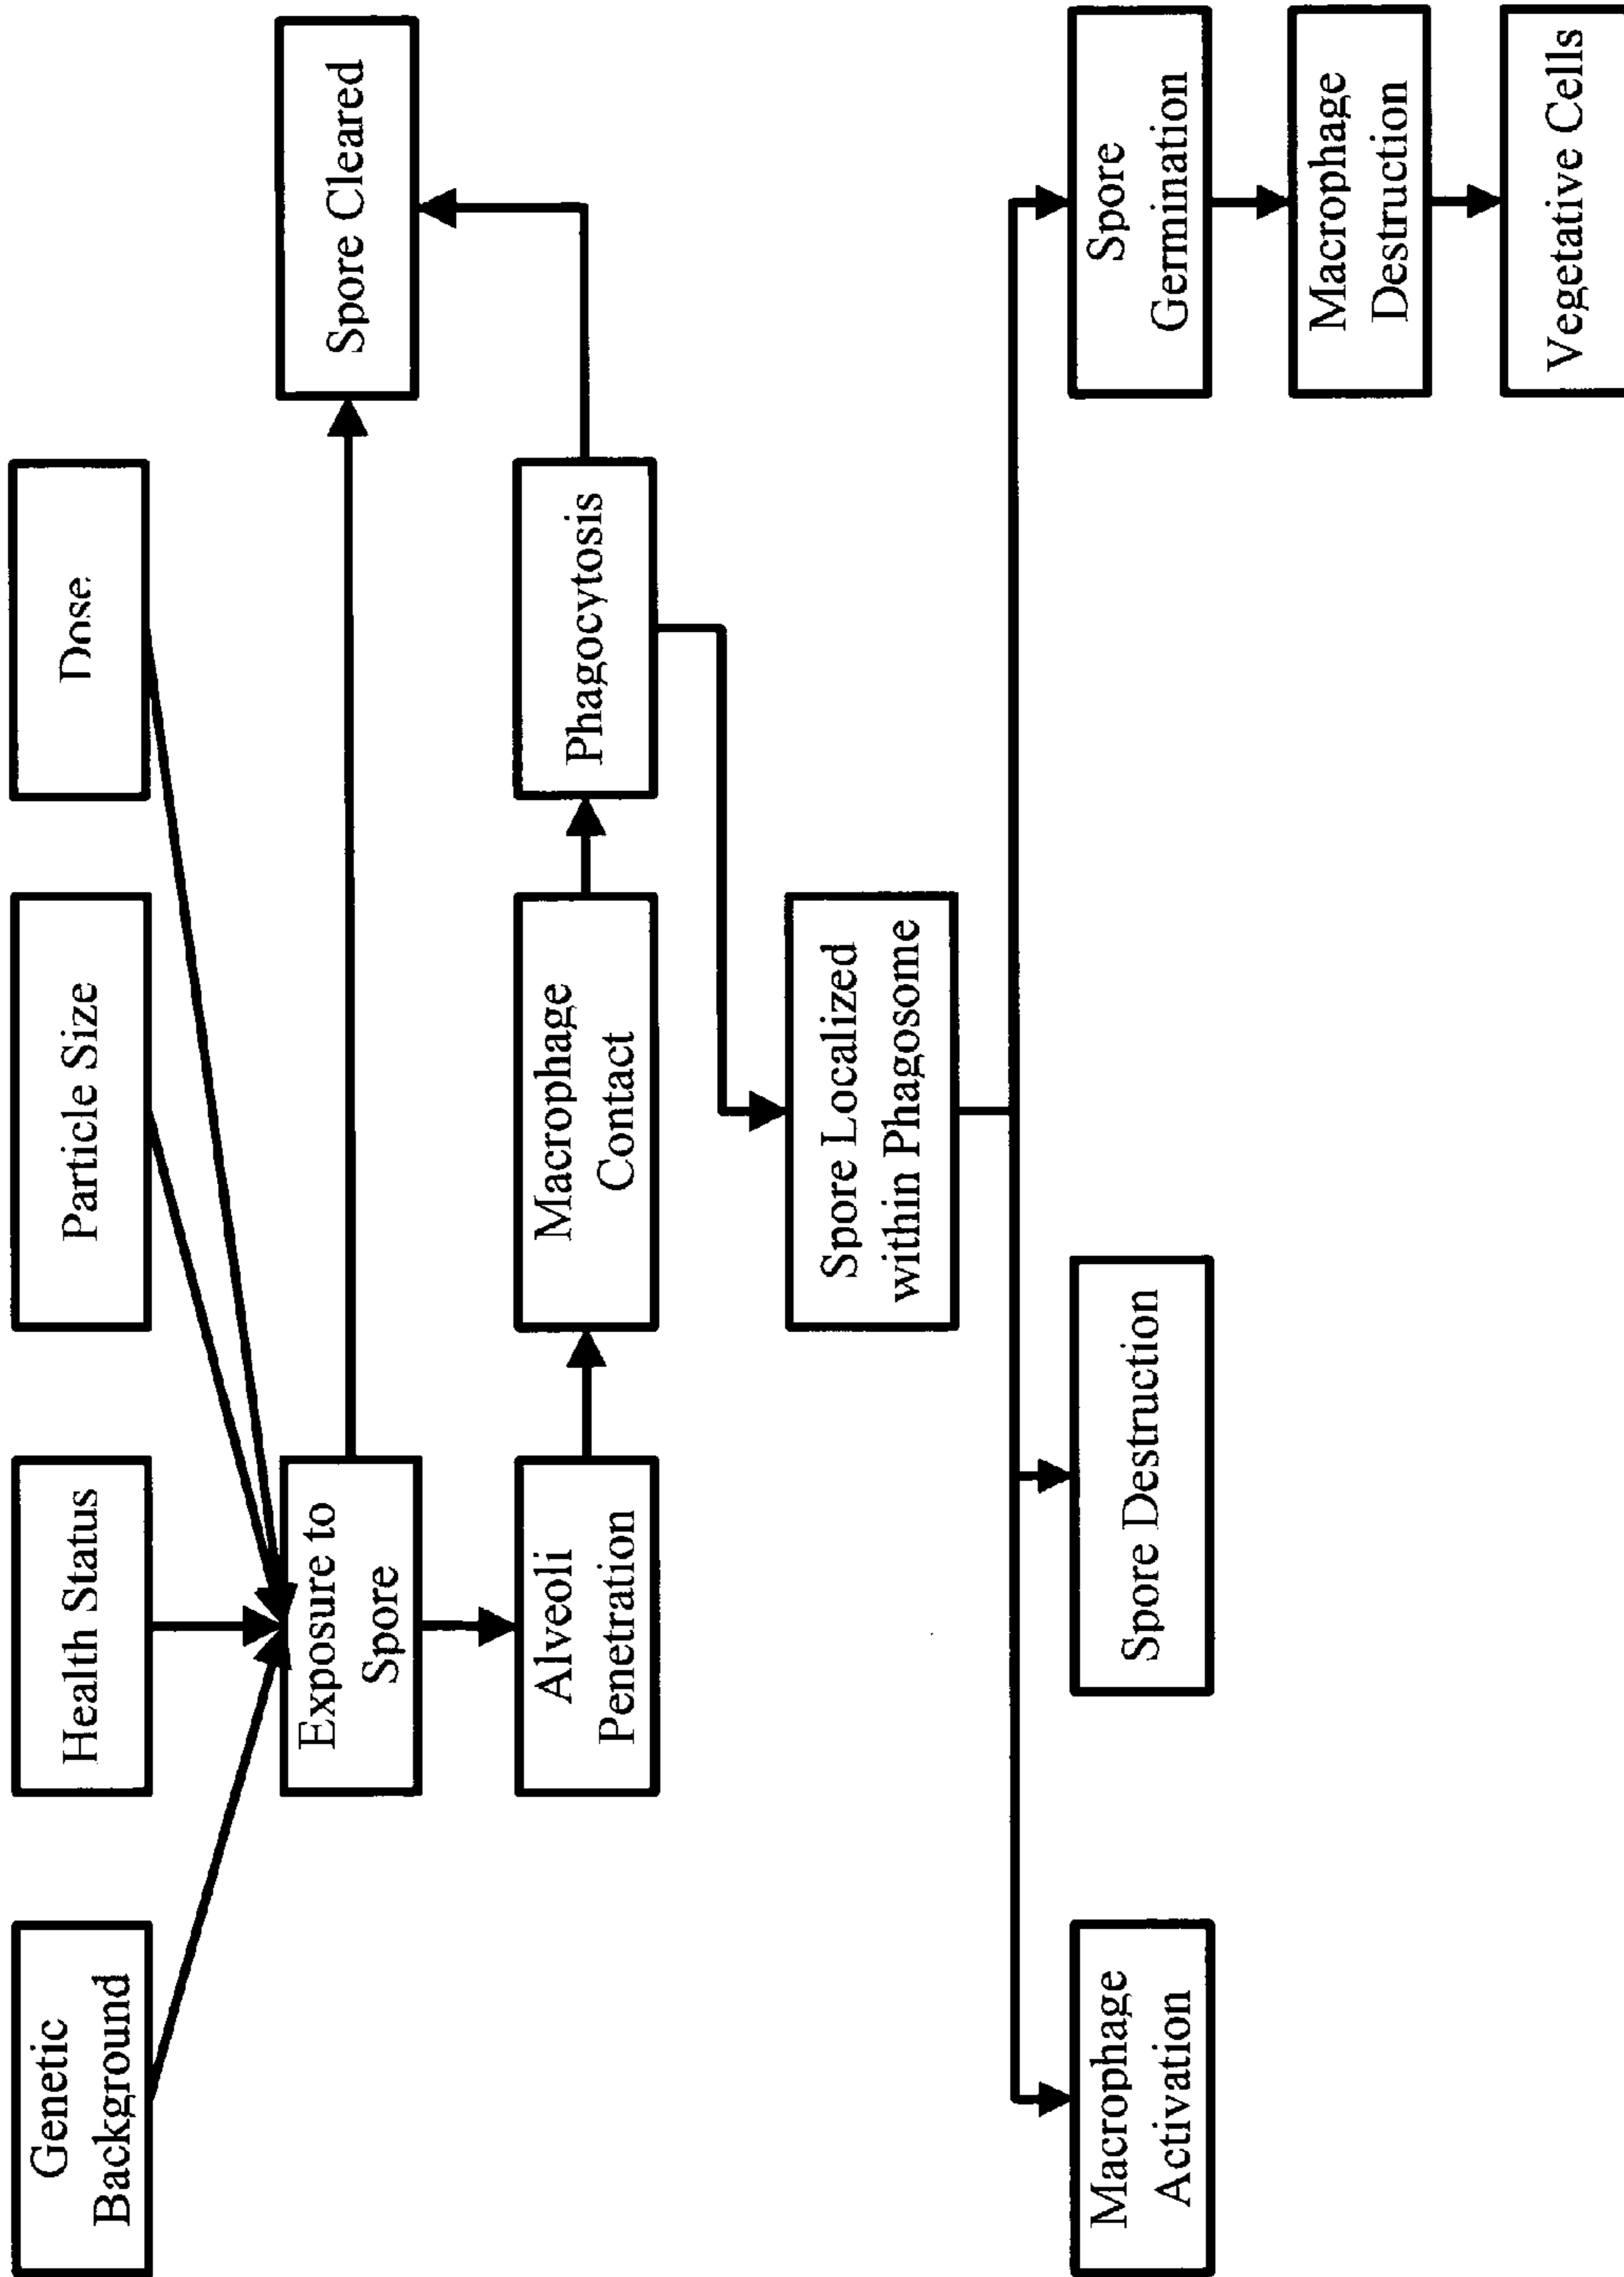 Genetic
Background
Health Status
Particle Size
Dose
Exposure to
Spore
Spore Cleared
Alveoli
Penetration
Macrophage
Contact
Phagocytosis
Spore Localized
within Phagosome
Macrophage
Activation
Spore Destruction
Spore
Germination
Macrophage
Destruction
Vegetative Cells